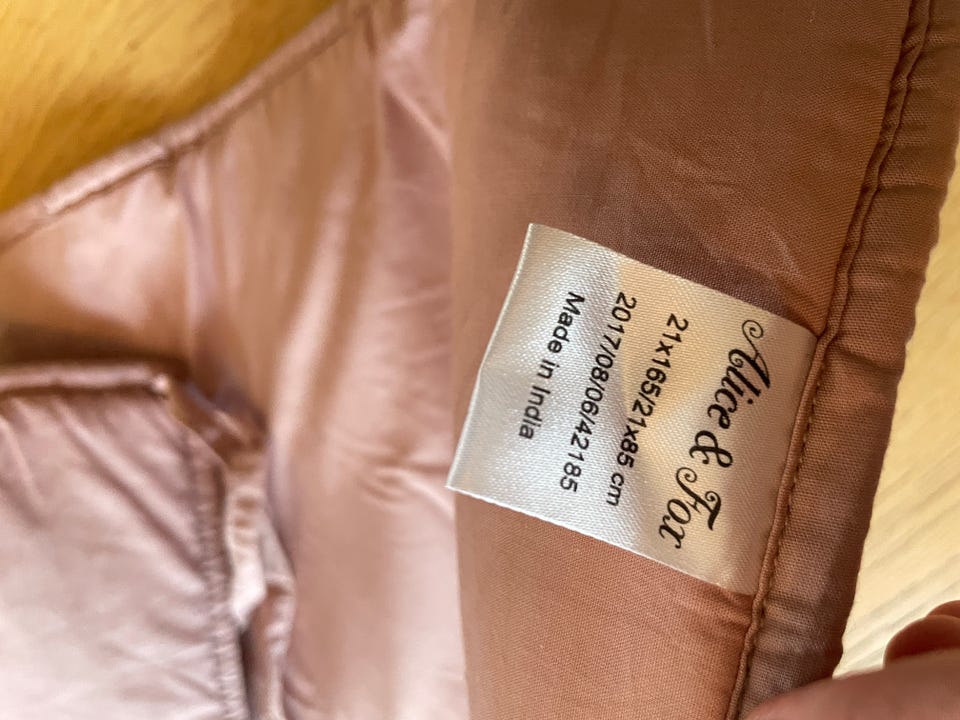 Alice & Fox
21x165/21x85 cm
2017/08/06/42185
Made in India